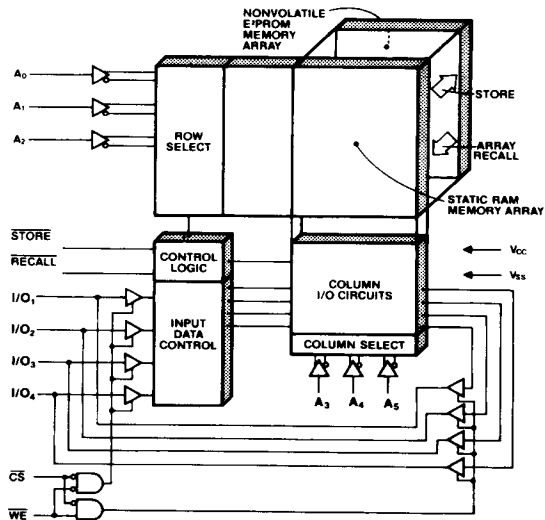 NONVOLATILE
E²PROM
MEMORY
ARRAY
A₀
A₁
A₂
ROW
SELECT
STORE
ARRAY
RECALL
STATIC RAM
MEMORY ARRAY
STORE
RECALL
CONTROL
LOGIC
COLUMN
I/O CIRCUITS
VCC
VSS
I/O₁
I/O₂
I/O₃
I/O₄
INPUT
DATA
CONTROL
COLUMN SELECT
A₃ A₄ A₅
CS
WE